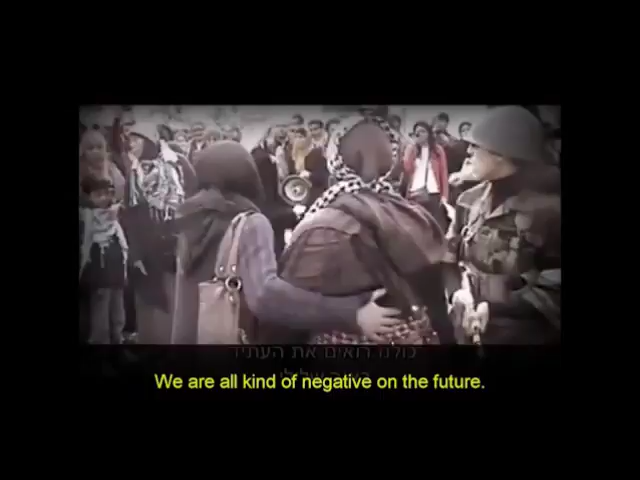 כולנו רואים את העתיד
We are all kind of negative on the future.